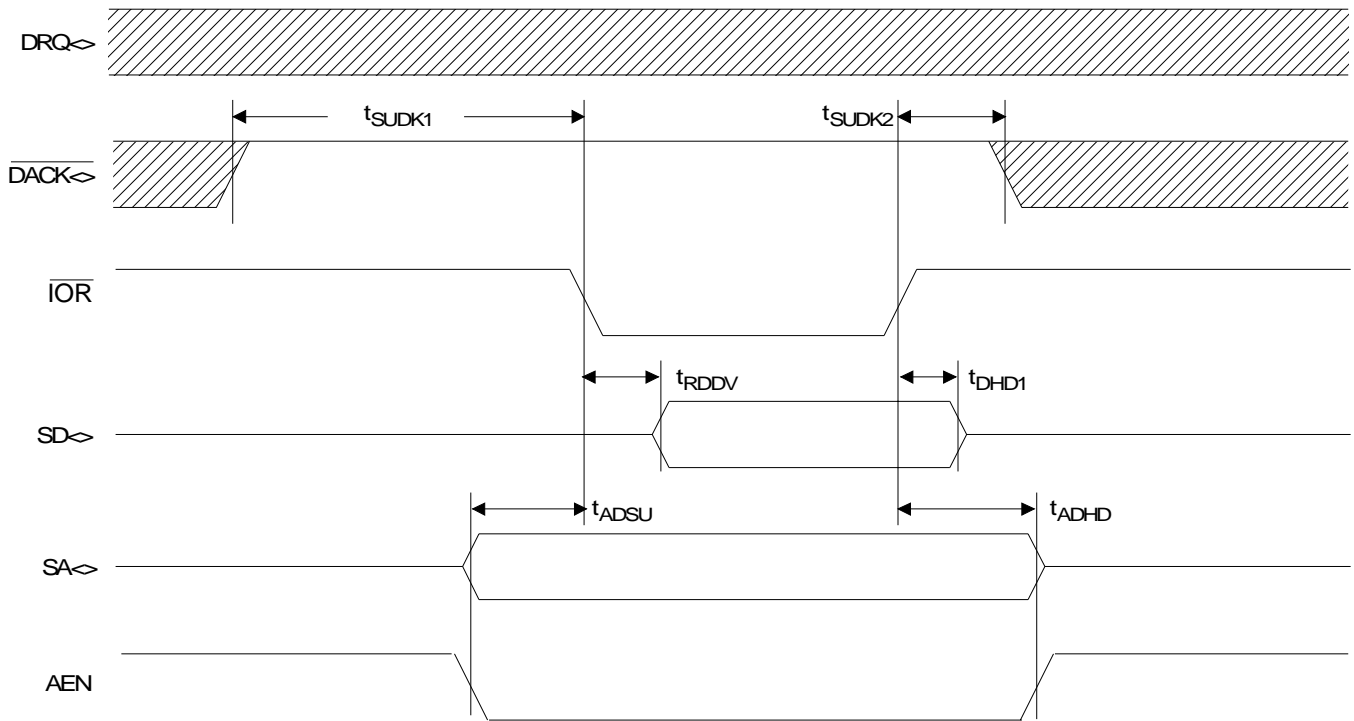 DRQ<>
tSUDK1
tSUDK2
DACK<>
IOR
tRDDV
tDHD1
SD<>
tADSU
tADHD
SA<>
AEN